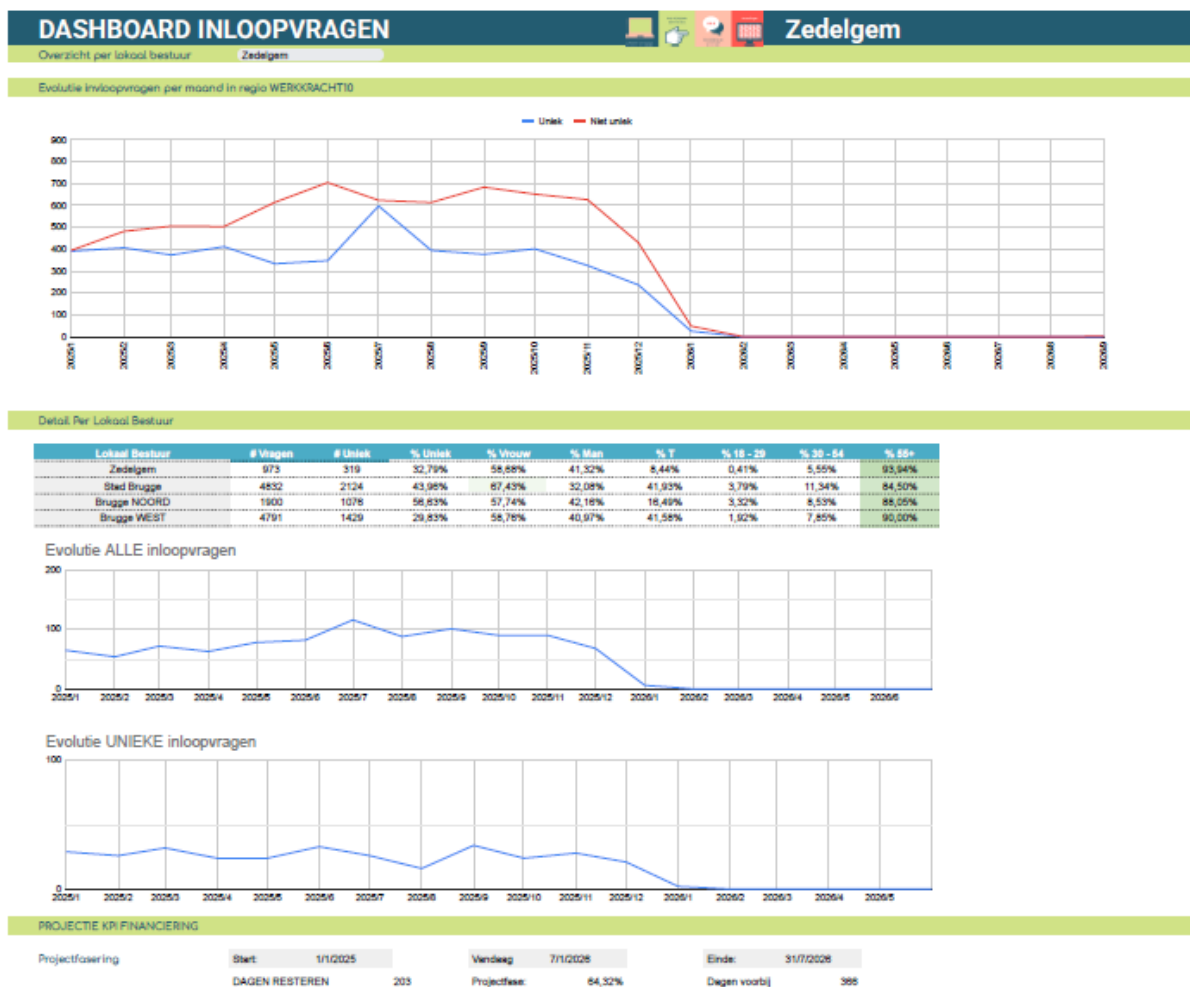 DASHBOARD INLOOPVRAGEN Zedelgem
Overzicht per lokaal bestuur Zedelgem
Evolutie invloopvragen per maand in regio WERKKRACHT10
Uniek Niet uniek
900
800
700
600
500
400
300
200
100
0
2025/1 2025/2 2025/3 2025/4 2025/5 2025/6 2025/7 2025/8 2025/9 2025/10 2025/11 2025/12 2026/1 2026/2 2026/3 2026/4 2026/5 2026/6 2026/7 2026/8 2026/9
Detail Per Lokaal Bestuur
Lokaal Bestuur # Vragen # Uniek % Uniek % Vrouw % Man % T % 18 - 29 % 30 - 54 % 55+
Zedelgem 973 319 32,79% 58,68% 41,32% 8,44% 0,41% 5,55% 93,94%
Stad Brugge 4832 2124 43,96% 67,43% 32,08% 41,93% 3,79% 11,34% 84,50%
Brugge NOORD 1900 1076 56,63% 57,74% 42,16% 16,49% 3,32% 8,53% 88,05%
Brugge WEST 4791 1429 29,83% 58,76% 40,97% 41,58% 1,92% 7,85% 90,00%
Evolutie ALLE inloopvragen
200
100
0
2025/1 2025/2 2025/3 2025/4 2025/5 2025/6 2025/7 2025/8 2025/9 2025/10 2025/11 2025/12 2026/1 2026/2 2026/3 2026/4 2026/5 2026/6
Evolutie UNIEKE inloopvragen
100
0
2025/1 2025/2 2025/3 2025/4 2025/5 2025/6 2025/7 2025/8 2025/9 2025/10 2025/11 2025/12 2026/1 2026/2 2026/3 2026/4 2026/5
PROJECTIE KPI FINANCIERING
Projectfasering Start: 1/1/2025 Vandaag 7/1/2026 Einde: 31/7/2026
DAGEN RESTEREN 203 Projectfase: 64,32% Dagen voorbij 366